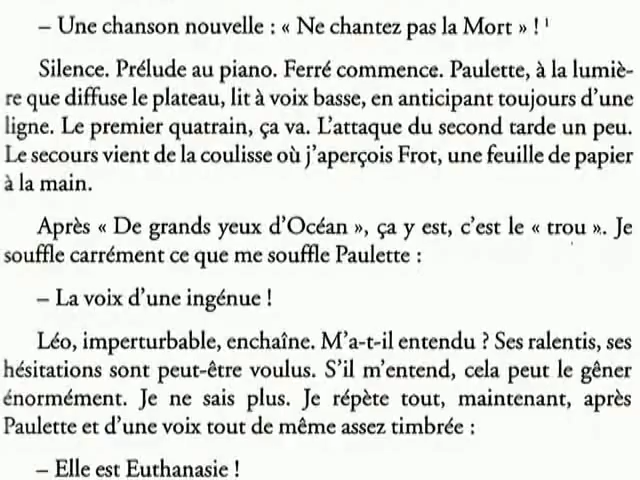 – Une chanson nouvelle : « Ne chantez pas la Mort » ! 1
Silence. Prélude au piano. Ferré commence. Paulette, à la lumiè-
re que diffuse le plateau, lit à voix basse, en anticipant toujours d'une
ligne. Le premier quatrain, ça va. L'attaque du second tarde un peu.
Le secours vient de la coulisse où j'aperçois Frot, une feuille de papier
à la main.
Après « De grands yeux d'Océan », ça y est, c'est le « trou ». Je
souffle carrément ce que me souffle Paulette :
– La voix d'une ingénue !
Léo, imperturbable, enchaîne. M'a-t-il entendu ? Ses ralentis, ses
hésitations sont peut-être voulus. S'il m'entend, cela peut le gêner
énormément. Je ne sais plus. Je répète tout, maintenant, après
Paulette et d'une voix tout de même assez timbrée :
– Elle est Euthanasie !